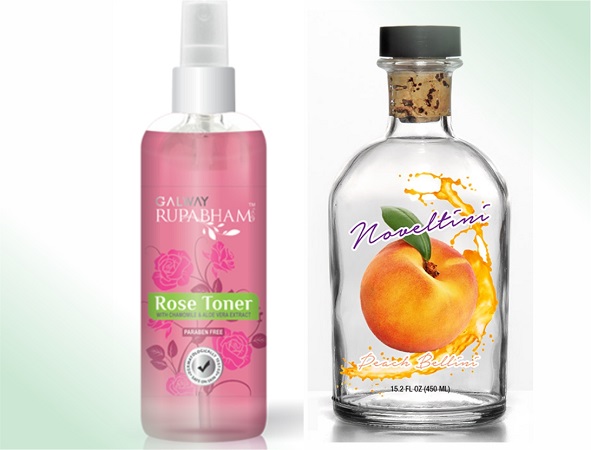 GALWAY
RUPABHAM™
Rose Toner
WITH CHAMOMILE & ALOE VERA EXTRACT
PARABEN FREE
Noveltini
Peach Bellini
15.2 FL OZ (450 ML)